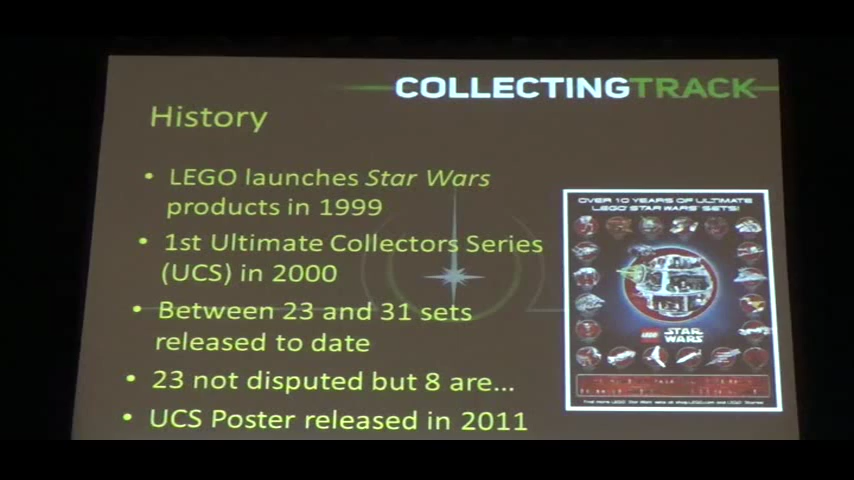 COLLECTINGTRACK
History
• LEGO launches Star Wars
products in 1999
• 1st Ultimate Collectors Series
(UCS) in 2000
• Between 23 and 31 sets
released to date
• 23 not disputed but 8 are...
• UCS Poster released in 2011
OVER 10 YEARS OF ULTIMATE
LEGO STAR WARS SETS!
LEGO STAR
WARS